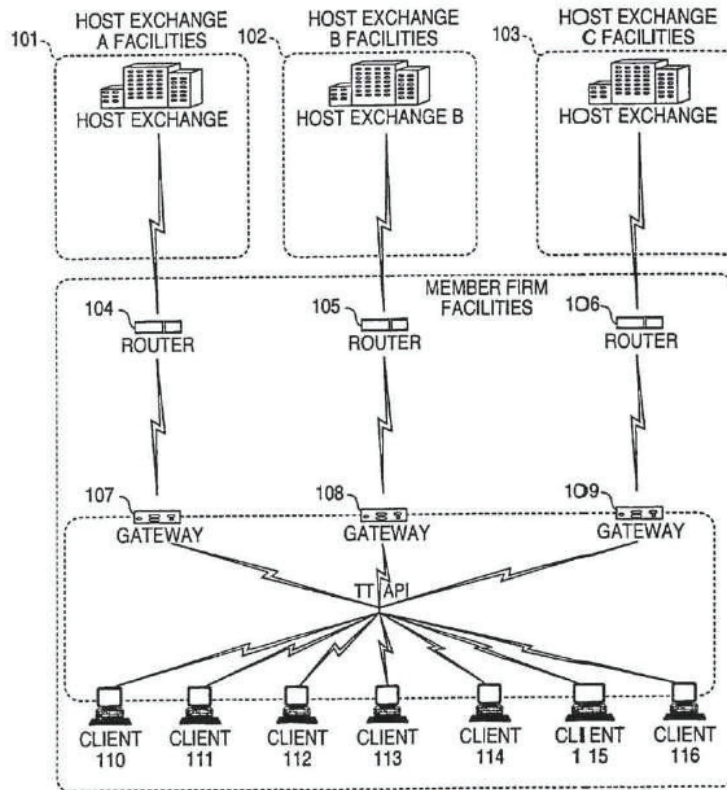 HOST EXCHANGE
A FACILITIES
101
HOST EXCHANGE
HOST EXCHANGE
B FACILITIES
102
HOST EXCHANGE B
HOST EXCHANGE
C FACILITIES
103
HOST EXCHANGE
MEMBER FIRM
FACILITIES
104
ROUTER
105
ROUTER
106
ROUTER
107
GATEWAY
108
GATEWAY
109
GATEWAY
TT API
CLIENT
110
CLIENT
111
CLIENT
112
CLIENT
113
CLIENT
114
CLIENT
115
CLIENT
116